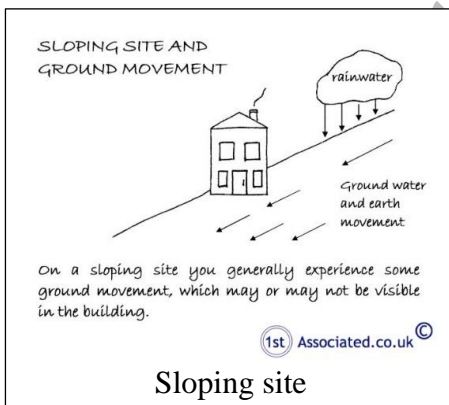 SLOPING SITE AND
GROUND MOVEMENT
rainwater
Ground water
and earth
movement
On a sloping site you generally experience some
ground movement, which may or may not be visible
in the building.
1st Associated.co.uk ©
Sloping site